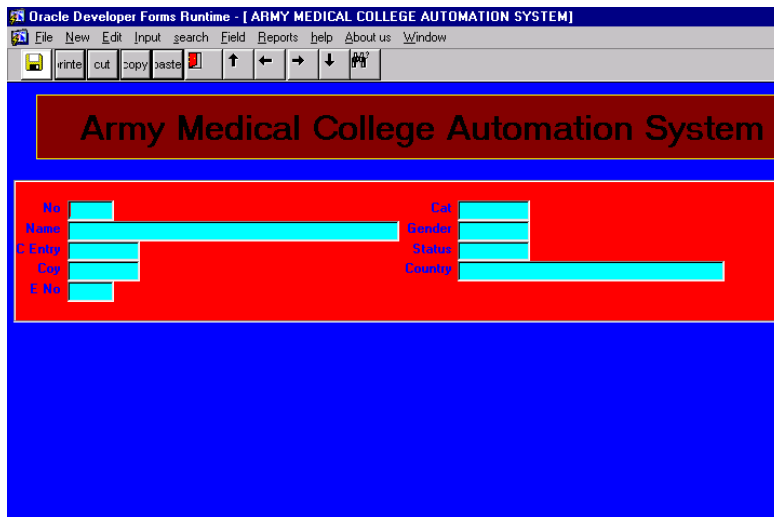 Oracle Developer Forms Runtime - [ ARMY MEDICAL COLLEGE AUTOMATION SYSTEM]
File New Edit Input search Field Reports help About us Window
rinte cut copy paste
Army Medical College Automation System
No Cat
Name Gender
C Entry Status
Coy Country
E No